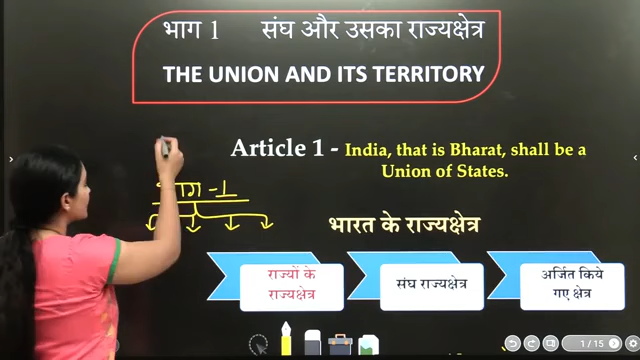 भाग 1 संघ और उसका राज्यक्षेत्र
THE UNION AND ITS TERRITORY
Article 1 - India, that is Bharat, shall be a
Union of States.
भाग -1
भारत के राज्यक्षेत्र
राज्यों के
राज्यक्षेत्र
संघ राज्यक्षेत्र
अर्जित किये
गए क्षेत्र
1 / 15